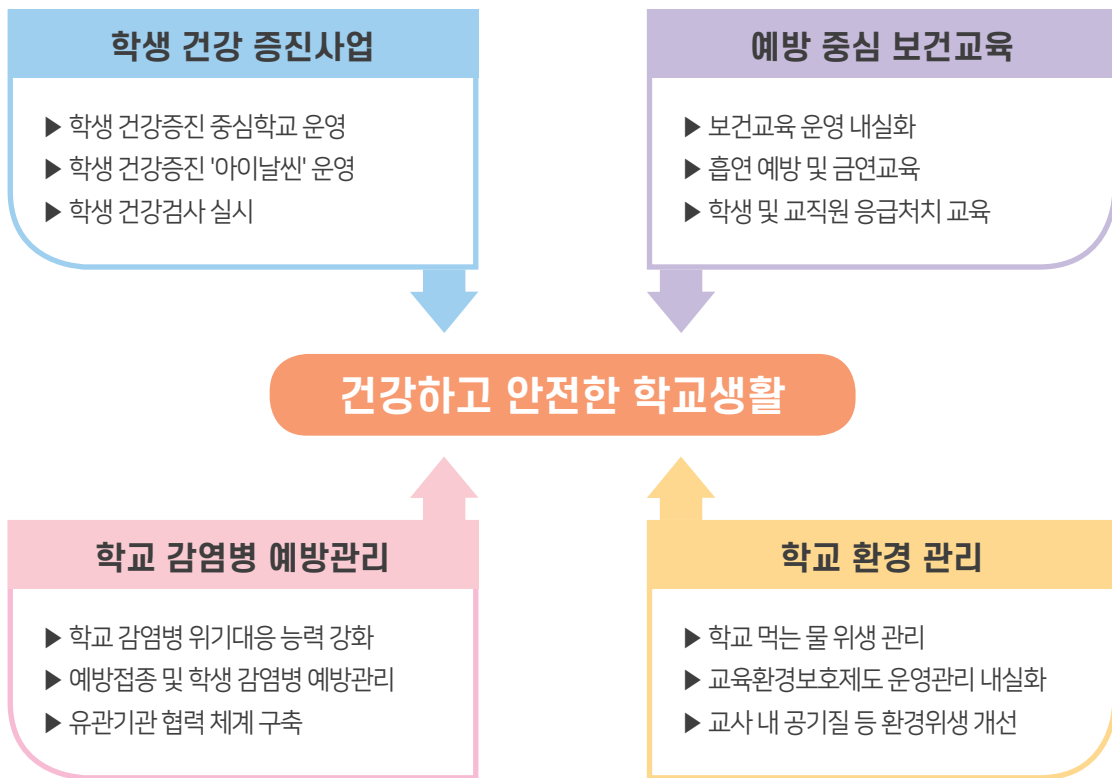 학생 건강 증진사업
▶ 학생 건강증진 중심학교 운영
▶ 학생 건강증진 '아이날씬' 운영
▶ 학생 건강검사 실시
예방 중심 보건교육
▶ 보건교육 운영 내실화
▶ 흡연 예방 및 금연교육
▶ 학생 및 교직원 응급처치 교육
건강하고 안전한 학교생활
학교 감염병 예방관리
▶ 학교 감염병 위기대응 능력 강화
▶ 예방접종 및 학생 감염병 예방관리
▶ 유관기관 협력 체계 구축
학교 환경 관리
▶ 학교 먹는 물 위생 관리
▶ 교육환경보호제도 운영관리 내실화
▶ 교사 내 공기질 등 환경위생 개선